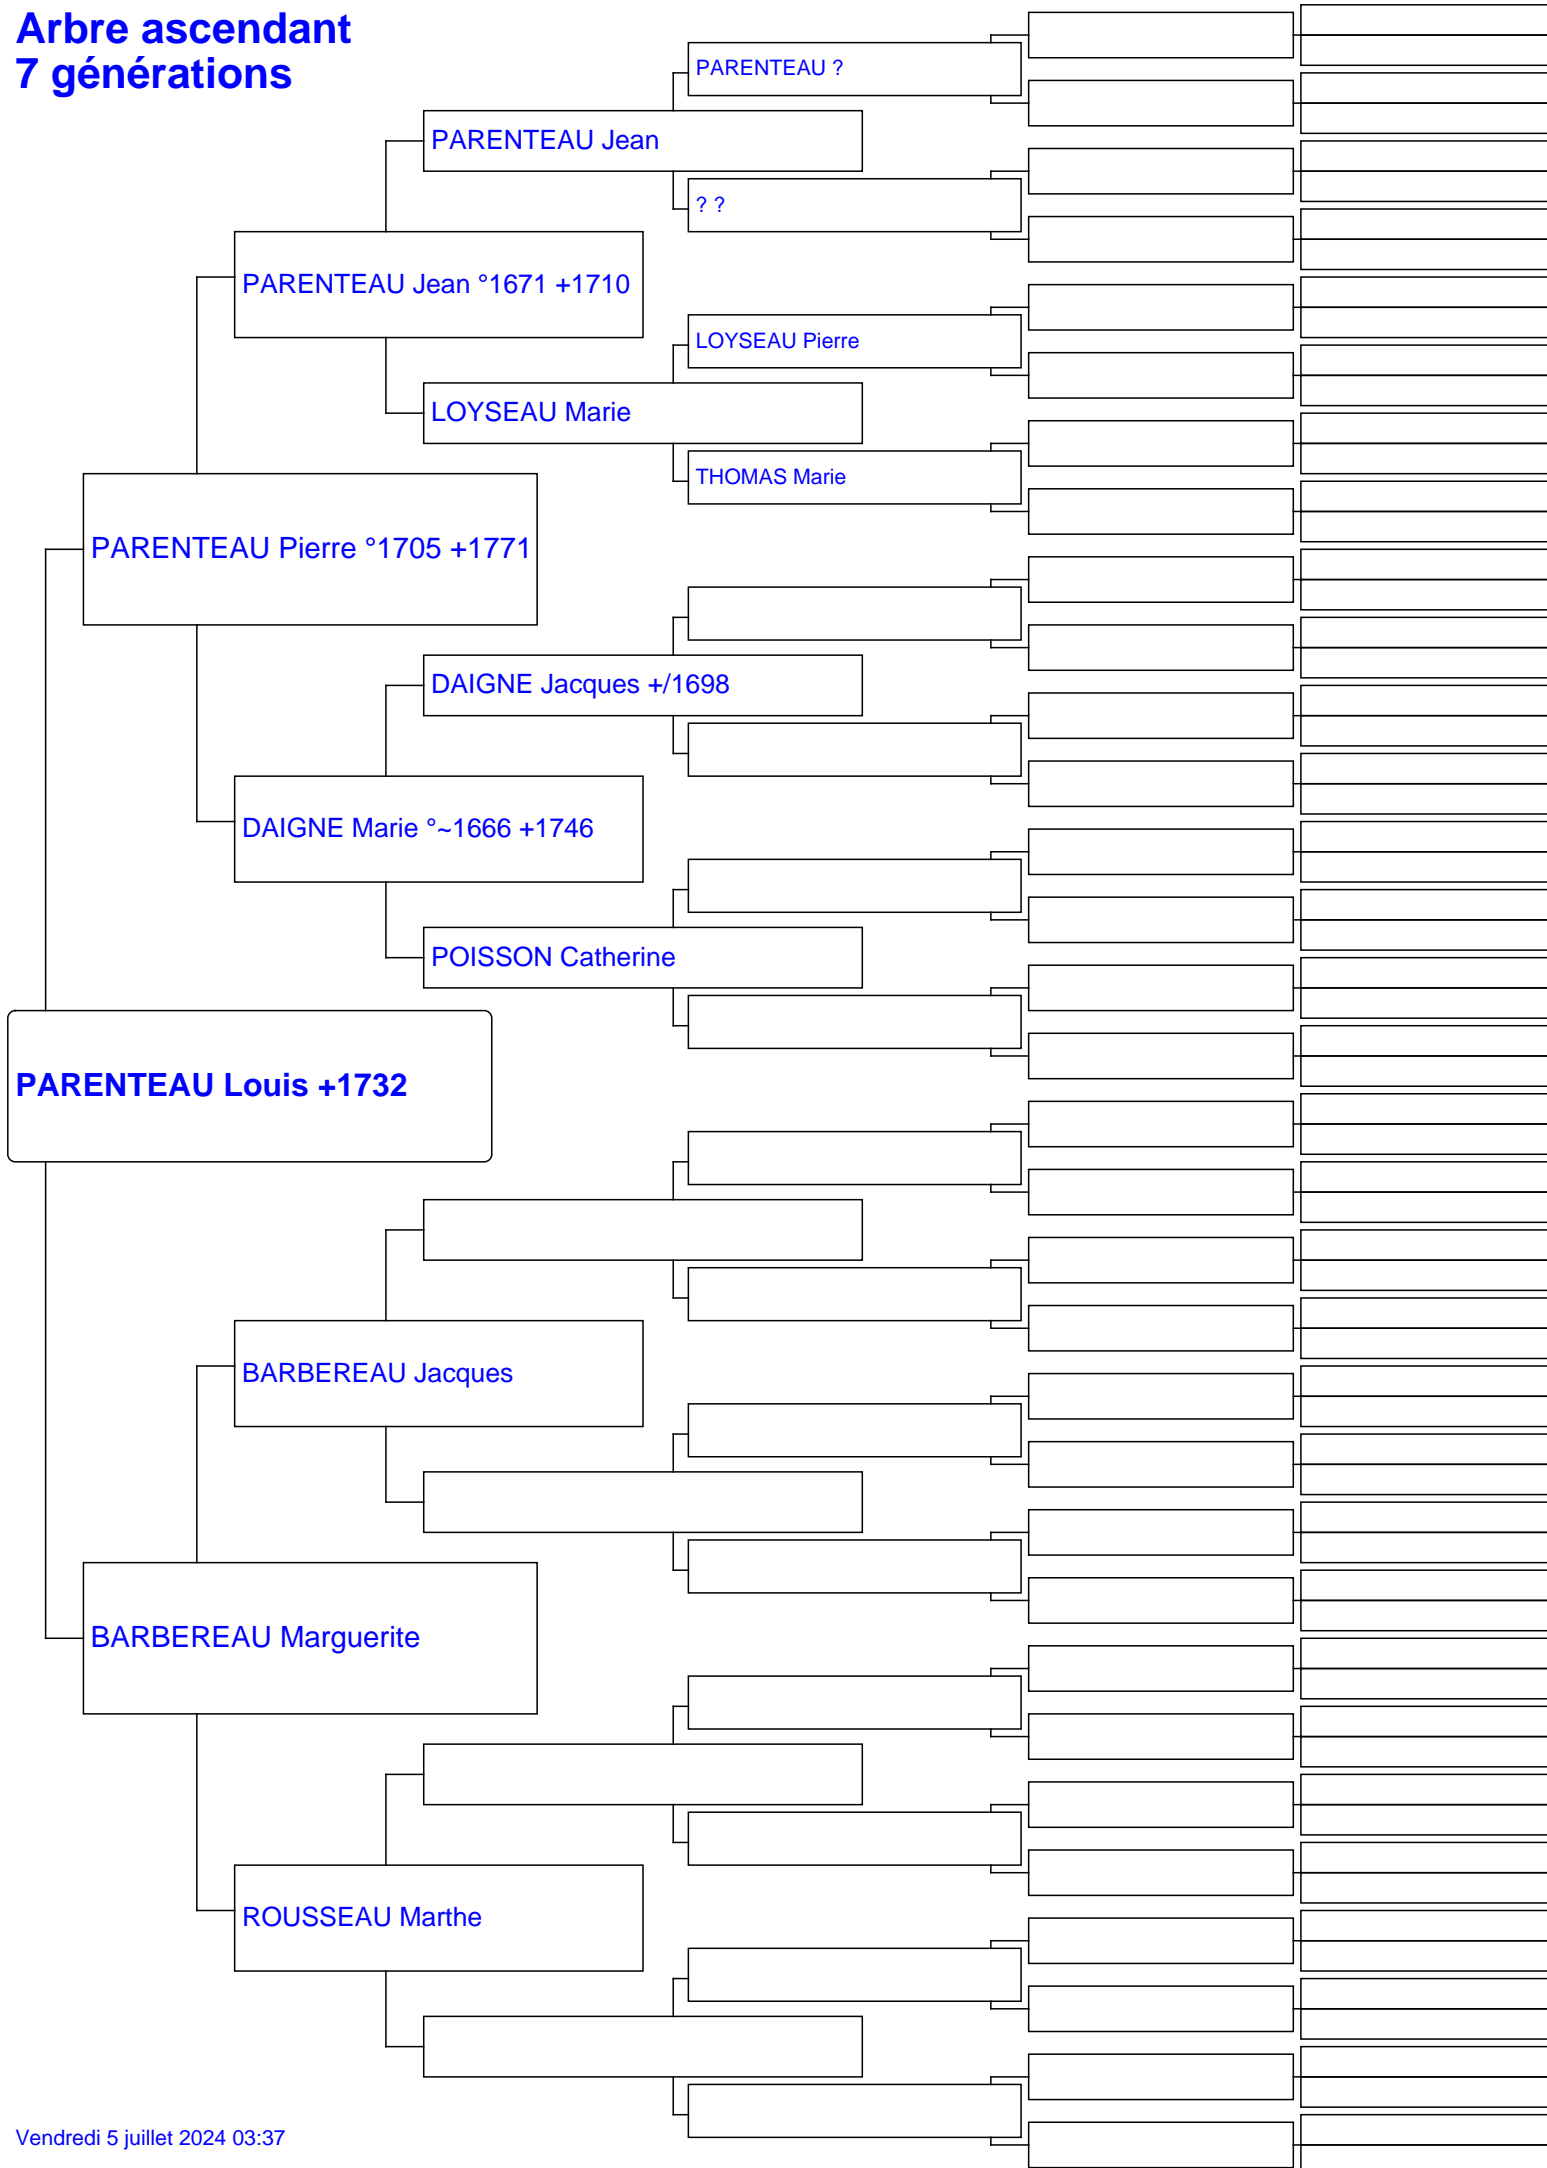 Arbre ascendant
7 générations
PARENTEAU ?
PARENTEAU Jean
? ?
PARENTEAU Jean °1671 +1710
LOYSEAU Pierre
LOYSEAU Marie
THOMAS Marie
PARENTEAU Pierre °1705 +1771
DAIGNE Jacques +/1698
DAIGNE Marie °~1666 +1746
POISSON Catherine
PARENTEAU Louis +1732
BARBEREAU Jacques
BARBEREAU Marguerite
ROUSSEAU Marthe
Vendredi 5 juillet 2024 03:37